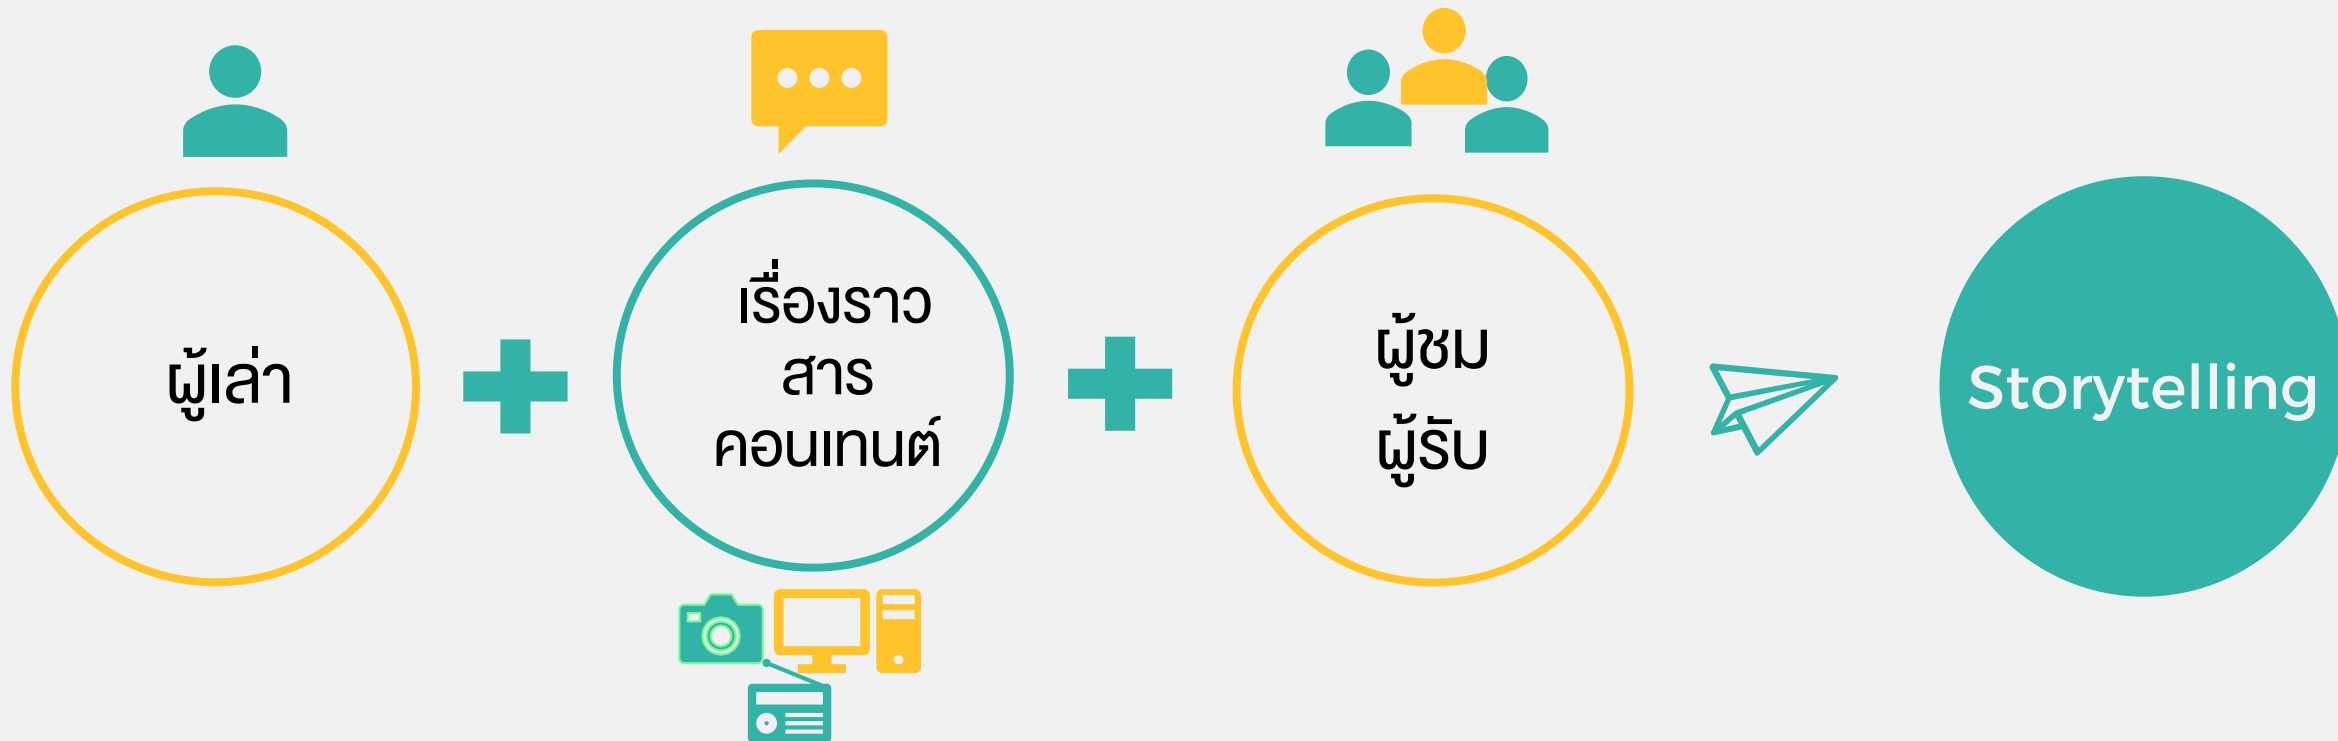 ผู้เล่า
เรื่องราว
สาร
คอนเทนต์
ผู้ชม
ผู้รับ
Storytelling